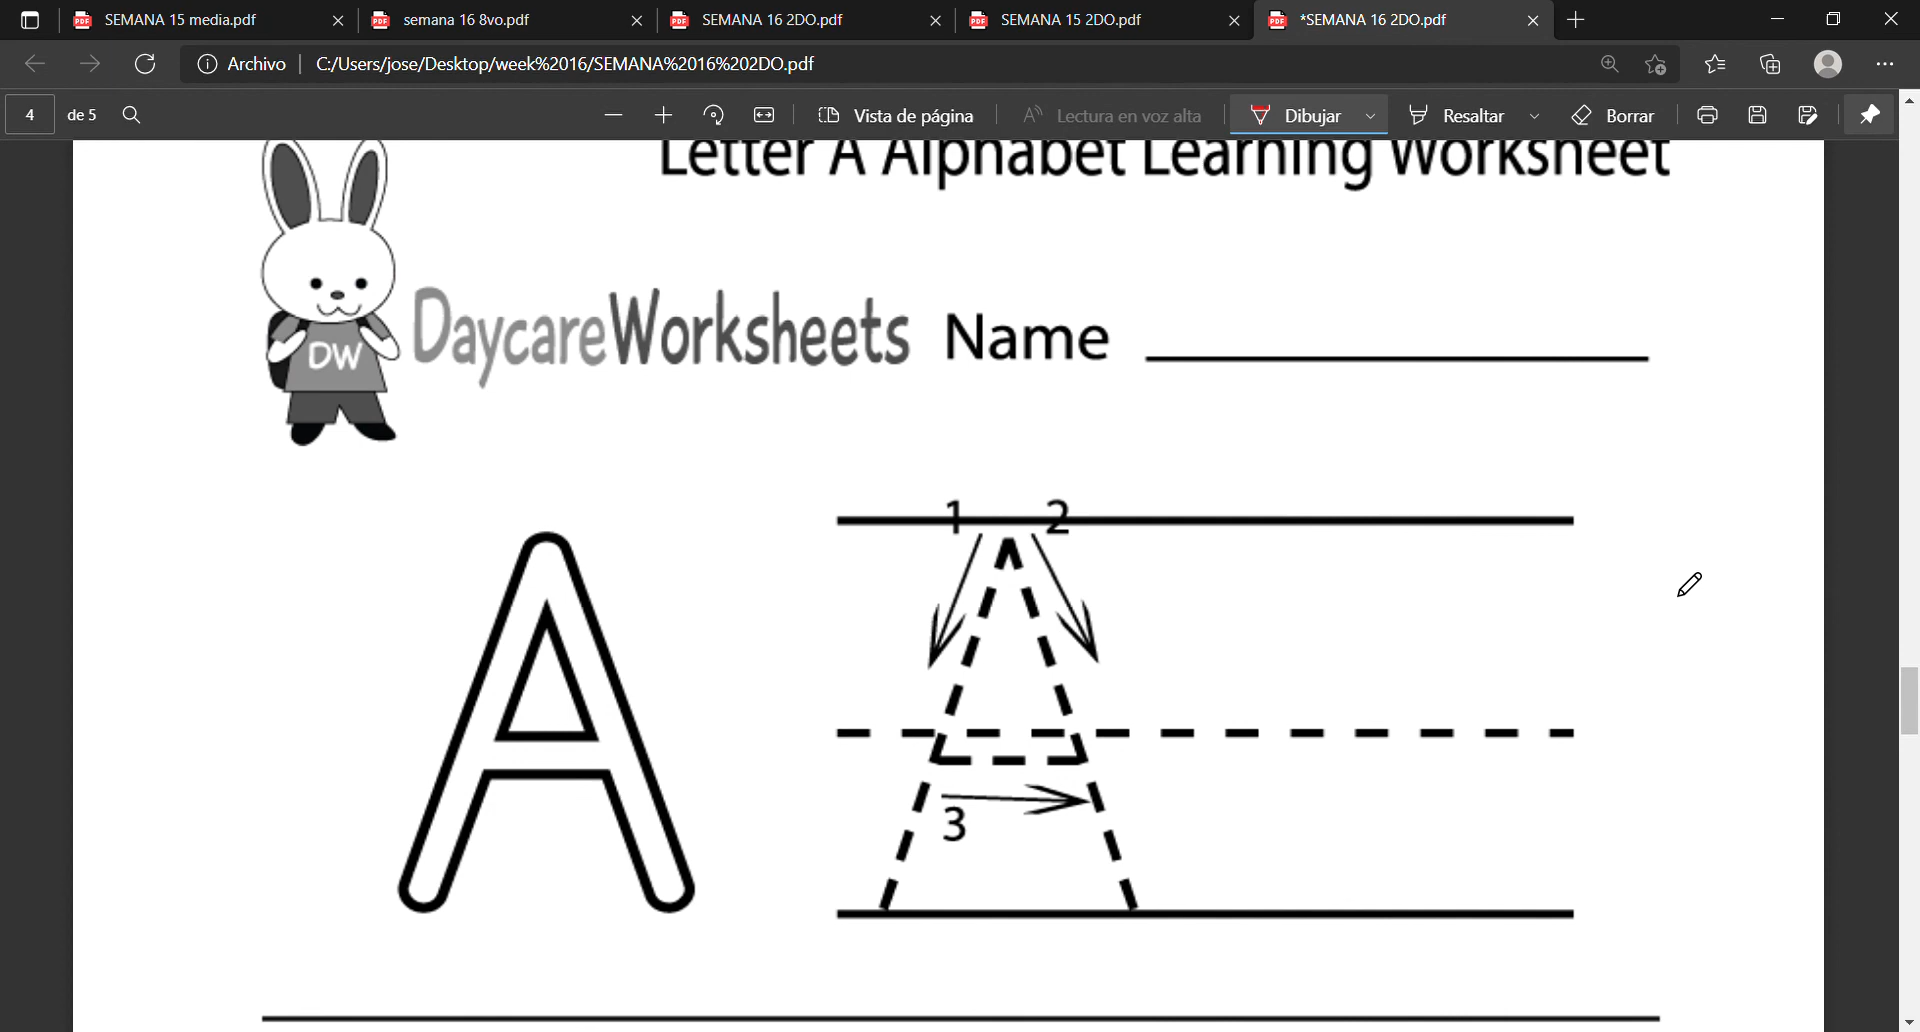 SEMANA 15 media.pdf
semana 16 8vo.pdf
SEMANA 16 2DO.pdf
SEMANA 15 2DO.pdf
*SEMANA 16 2DO.pdf
Archivo
C:/Users/jose/Desktop/week%2016/SEMANA%2016%202DO.pdf
4 de 5
Vista de página
Lectura en voz alta
Dibujar
Resaltar
Borrar
Letter A Alphabet Learning Worksheet
DW
DaycareWorksheets
Name
1 2
A A
3